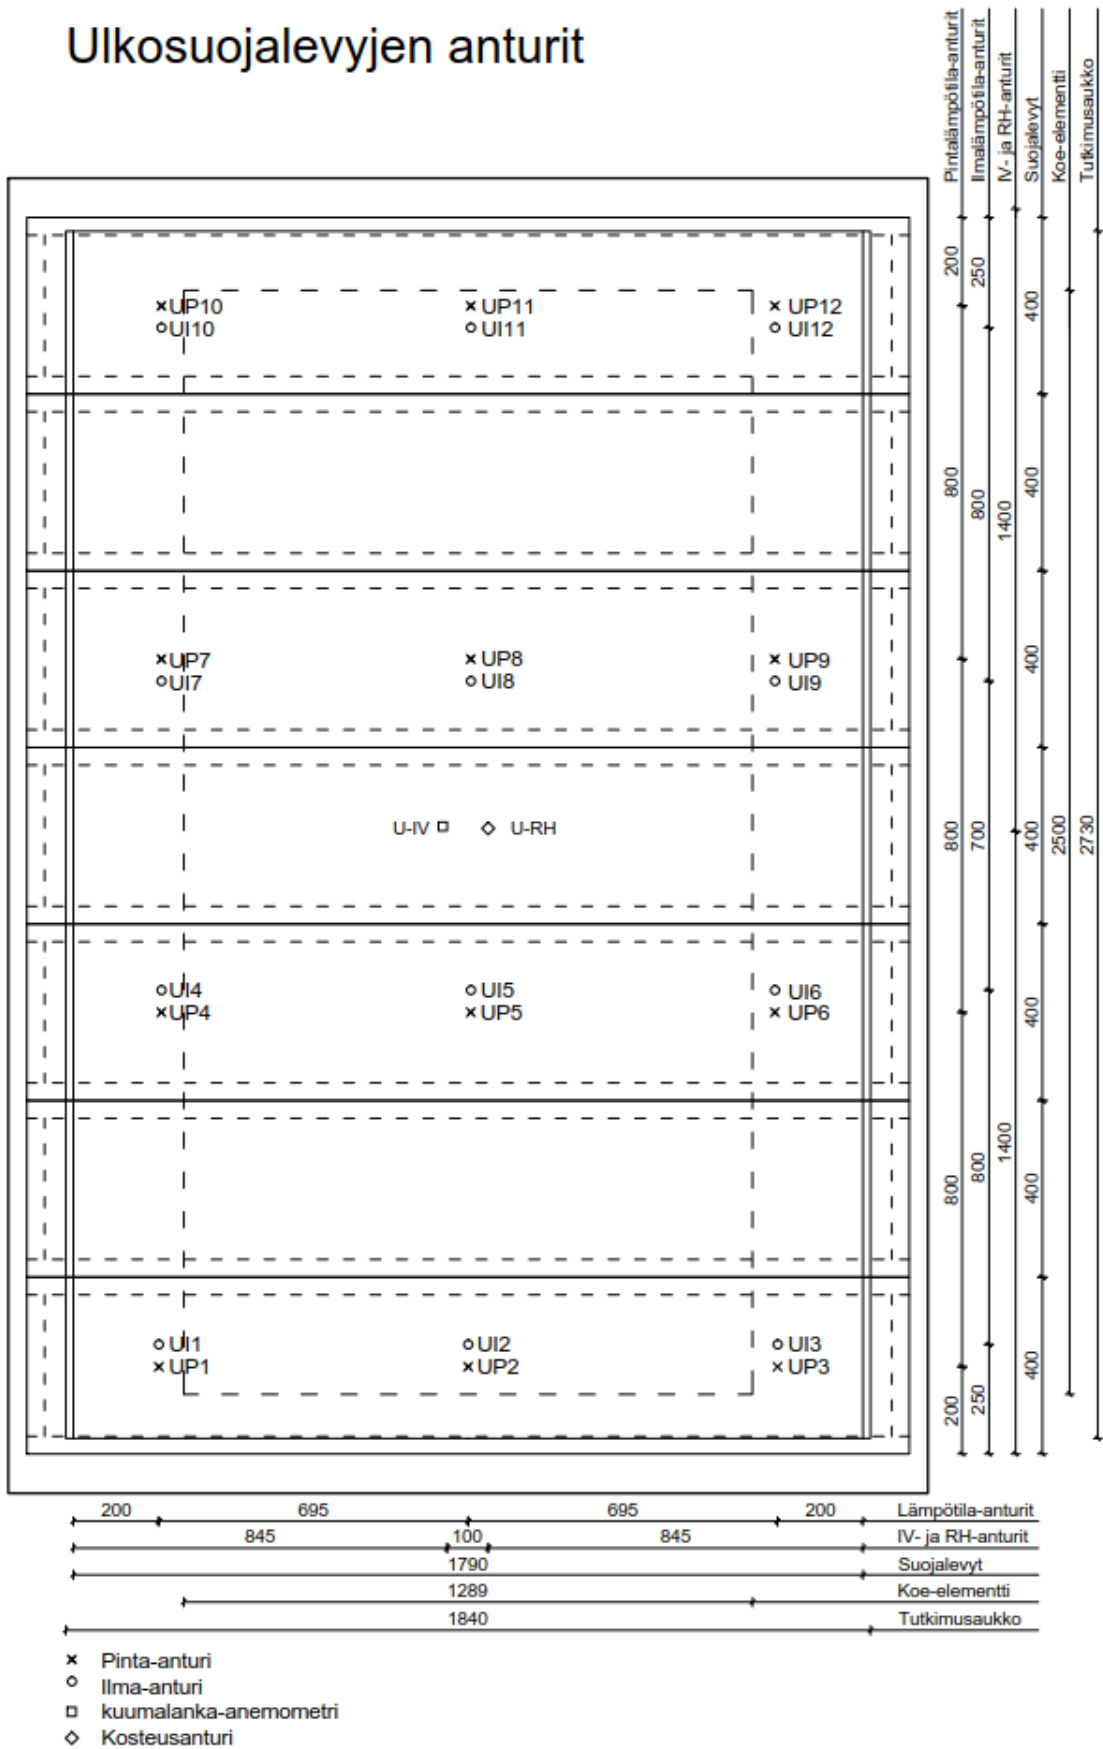 Ulkosuojalevyjen anturit
Pintalämpötila-anturit
Ilmalämpötila-anturit
IV- ja RH-anturit
Suojalevyt
Koe-elementti
Tutkimusaukko
200 250 400
UP10 UP11 UP12
UI10 UI11 UI12
800 800 1400 400
UP7 UP8 UP9 400
UI7 UI8 UI9
U-IV U-RH 800 700 400 2500 2730
UI4 UI5 UI6
UP4 UP5 UP6 400
800 800 1400 400
UI1 UI2 UI3
UP1 UP2 UP3 400
200 250
200 695 695 200 Lämpötila-anturit
845 100 845 IV- ja RH-anturit
1790 Suojalevyt
1289 Koe-elementti
1840 Tutkimusaukko
Pinta-anturi
Ilma-anturi
kuumalanka-anemometri
Kosteusanturi